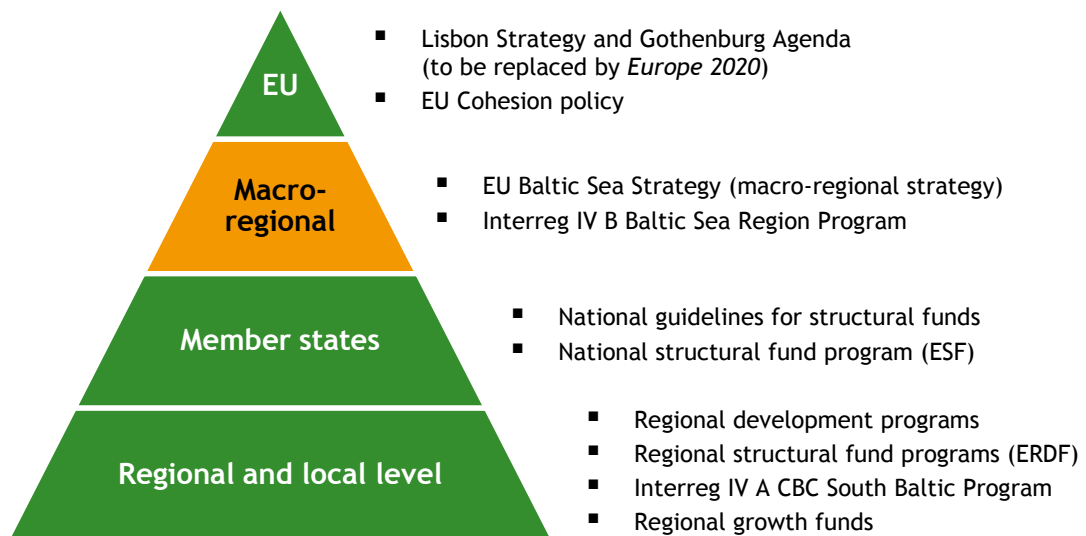 EU
▪ Lisbon Strategy and Gothenburg Agenda
(to be replaced by Europe 2020)
▪ EU Cohesion policy
Macro-
regional
▪ EU Baltic Sea Strategy (macro-regional strategy)
▪ Interreg IV B Baltic Sea Region Program
Member states
▪ National guidelines for structural funds
▪ National structural fund program (ESF)
Regional and local level
▪ Regional development programs
▪ Regional structural fund programs (ERDF)
▪ Interreg IV A CBC South Baltic Program
▪ Regional growth funds